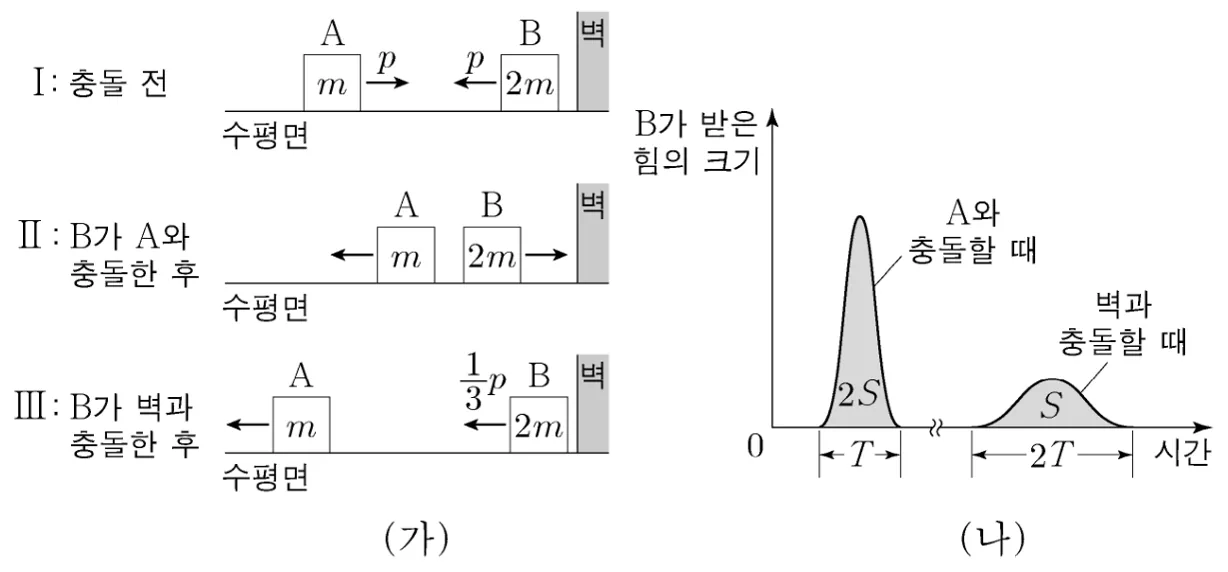 Ⅰ: 충돌 전
A
m
p
p
B
2m
벽
수평면
Ⅱ: B가 A와
충돌한 후
A
m
B
2m
벽
수평면
Ⅲ: B가 벽과
충돌한 후
A
m
1/3 p
B
2m
벽
수평면
(가)
B가 받은
힘의 크기
A와
충돌할 때
벽과
충돌할 때
2S
S
0
T
2T
시간
(나)